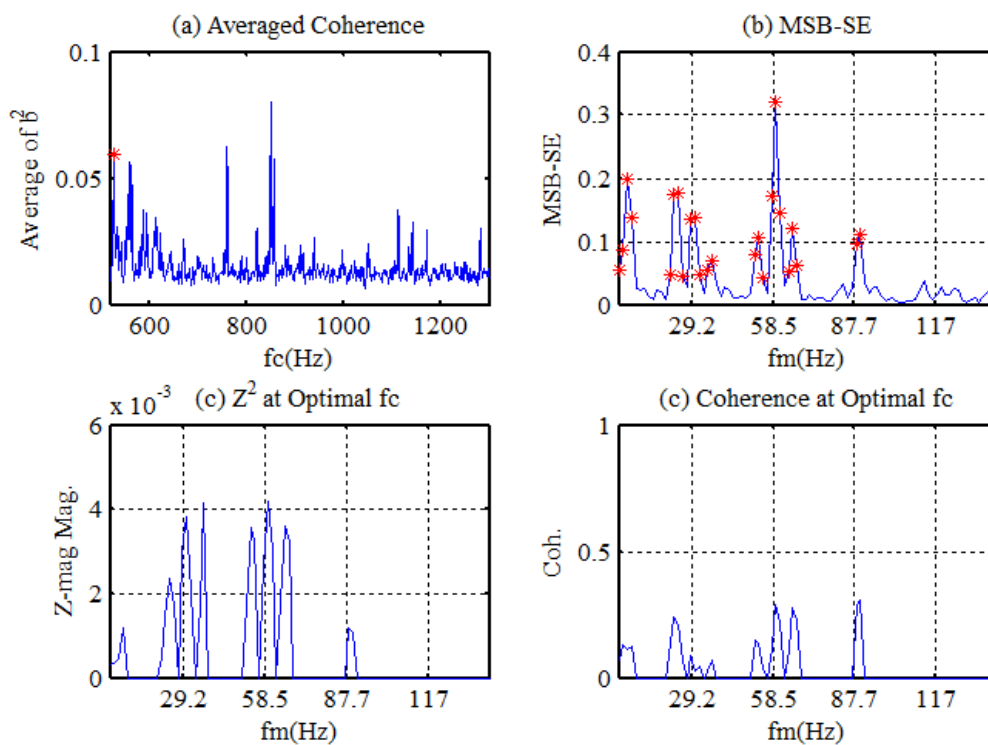 (a) Averaged Coherence
0.1
0.05
0
Average of b²
600 800 1000 1200
fc(Hz)
(b) MSB-SE
0.4
0.3
0.2
0.1
0
MSB-SE
29.2 58.5 87.7 117
fm(Hz)
x 10⁻³
(c) Z² at Optimal fc
6
4
2
0
Z-mag Mag.
29.2 58.5 87.7 117
fm(Hz)
(c) Coherence at Optimal fc
1
0.5
0
Coh.
29.2 58.5 87.7 117
fm(Hz)